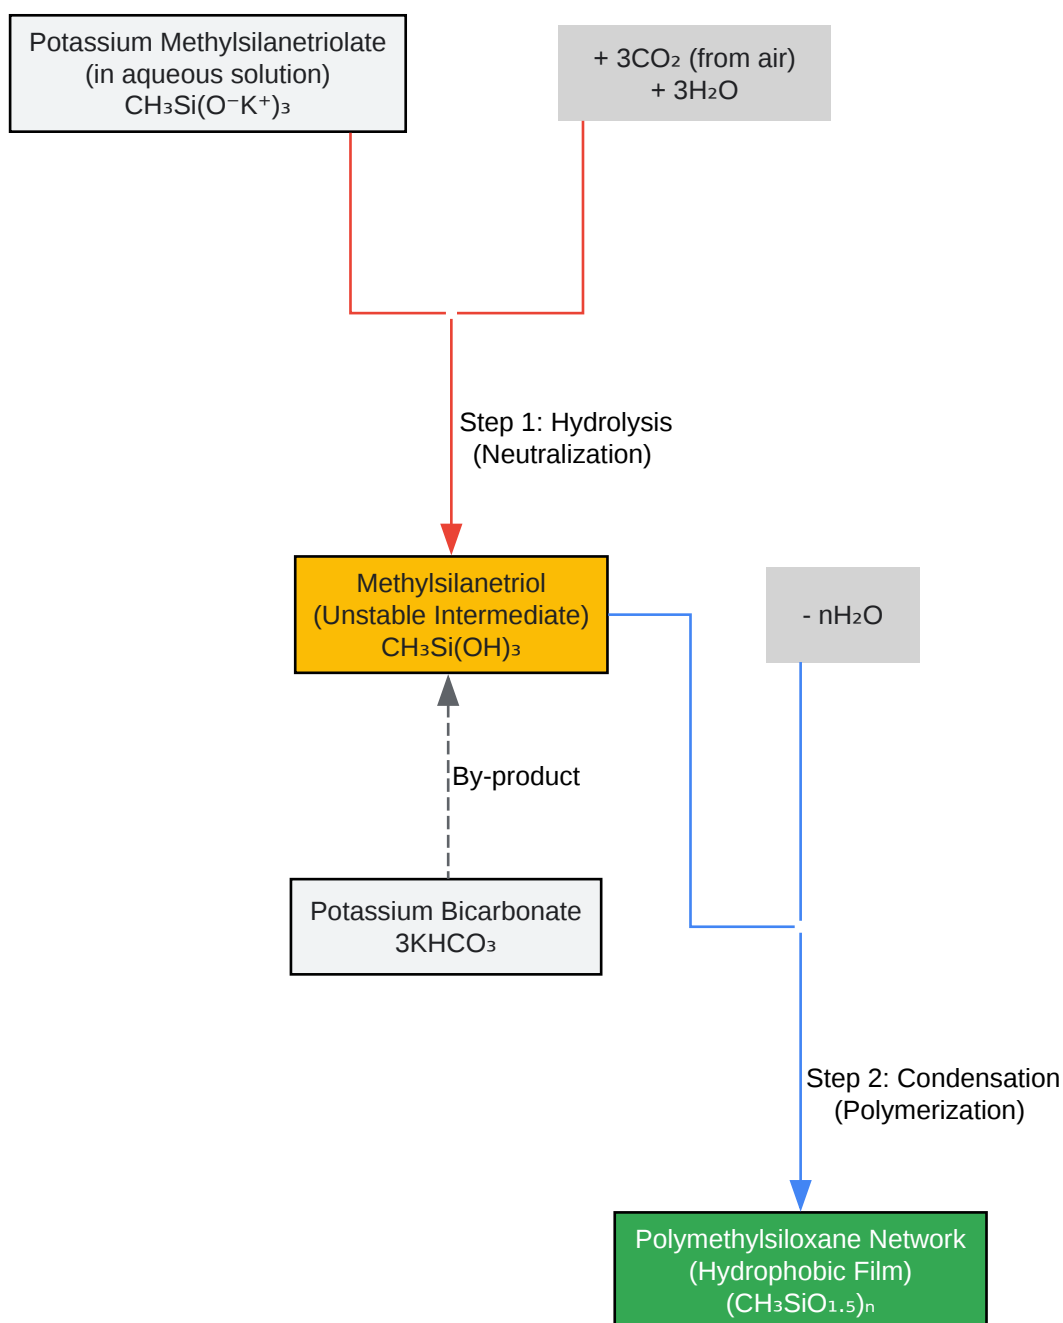 Potassium Methylsilanetriolate
(in aqueous solution)
CH₃Si(O⁻K⁺)₃
+ 3CO₂ (from air)
+ 3H₂O
Step 1: Hydrolysis
(Neutralization)
Methylsilanetriol
(Unstable Intermediate)
CH₃Si(OH)₃
- nH₂O
By-product
Potassium Bicarbonate
3KHCO₃
Step 2: Condensation
(Polymerization)
Polymethylsiloxane Network
(Hydrophobic Film)
(CH₃SiO₁.₅)ₙ